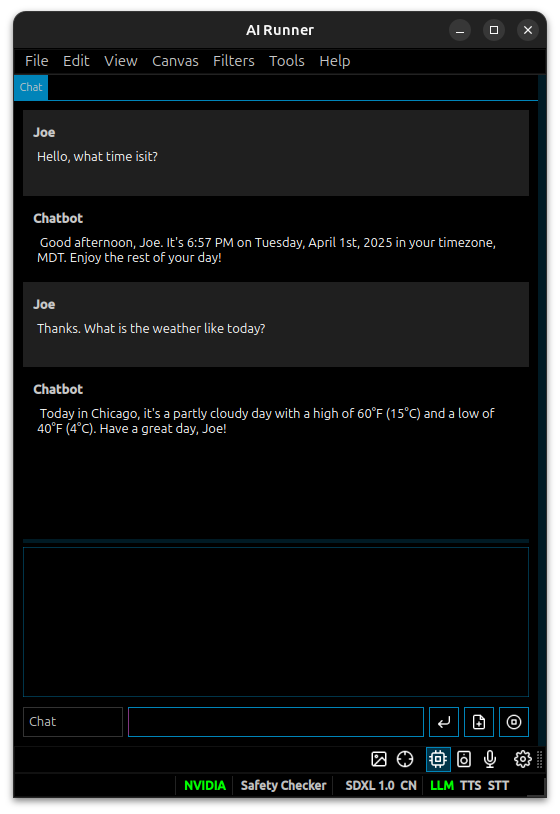 AI Runner
File Edit View Canvas Filters Tools Help
Chat
Joe
Hello, what time isit?
Chatbot
Good afternoon, Joe. It's 6:57 PM on Tuesday, April 1st, 2025 in your timezone,
MDT. Enjoy the rest of your day!
Joe
Thanks. What is the weather like today?
Chatbot
Today in Chicago, it's a partly cloudy day with a high of 60°F (15°C) and a low of
40°F (4°C). Have a great day, Joe!
Chat
NVIDIA Safety Checker SDXL 1.0 CN LLM TTS STT